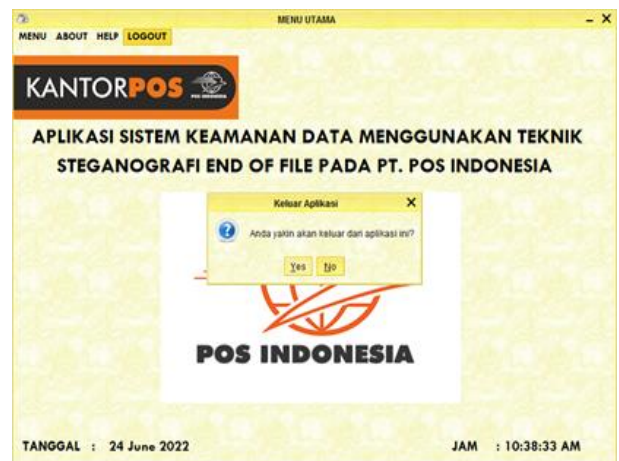 MENU UTAMA
MENU ABOUT HELP LOGOUT
KANTORPOS
POS INDONESIA
APLIKASI SISTEM KEAMANAN DATA MENGGUNAKAN TEKNIK
STEGANOGRAFI END OF FILE PADA PT. POS INDONESIA
Keluar Aplikasi
Anda yakin akan keluar dari aplikasi ini?
Yes No
POS INDONESIA
TANGGAL : 24 June 2022 JAM : 10:38:33 AM